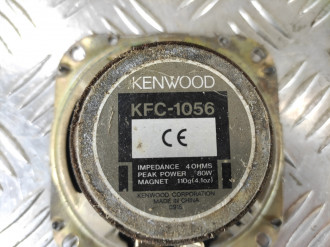 KENWOOD
KFC-1056
CE
IMPEDANCE 4 OHMS
PEAK POWER 60W
MAGNET 110g(4.1oz)
KENWOOD CORPORATION
MADE IN CHINA